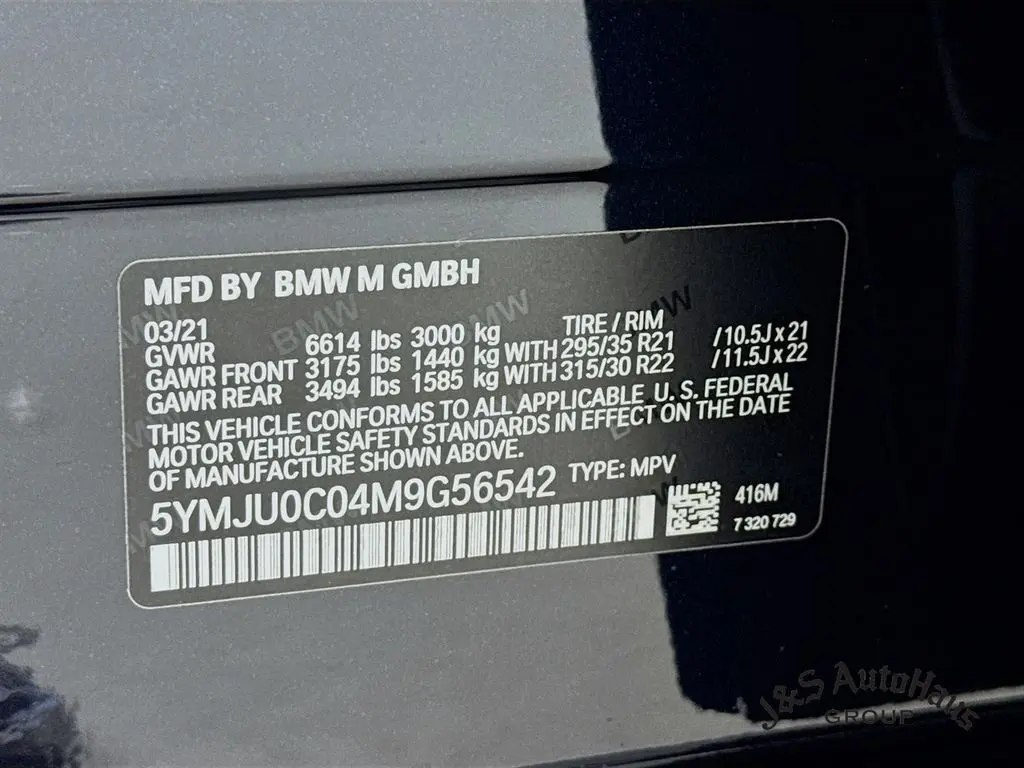 MFD BY BMW M GMBH
03/21 TIRE / RIM
GVWR 6614 lbs 3000 kg
GAWR FRONT 3175 lbs 1440 kg WITH 295/35 R21 /10.5J x 21
GAWR REAR 3494 lbs 1585 kg WITH 315/30 R22 /11.5J x 22
THIS VEHICLE CONFORMS TO ALL APPLICABLE U. S. FEDERAL
MOTOR VEHICLE SAFETY STANDARDS IN EFFECT ON THE DATE
OF MANUFACTURE SHOWN ABOVE.
5YMJU0C04M9G56542 TYPE: MPV
416M
7 320 729
J&S AutoHaus
GROUP